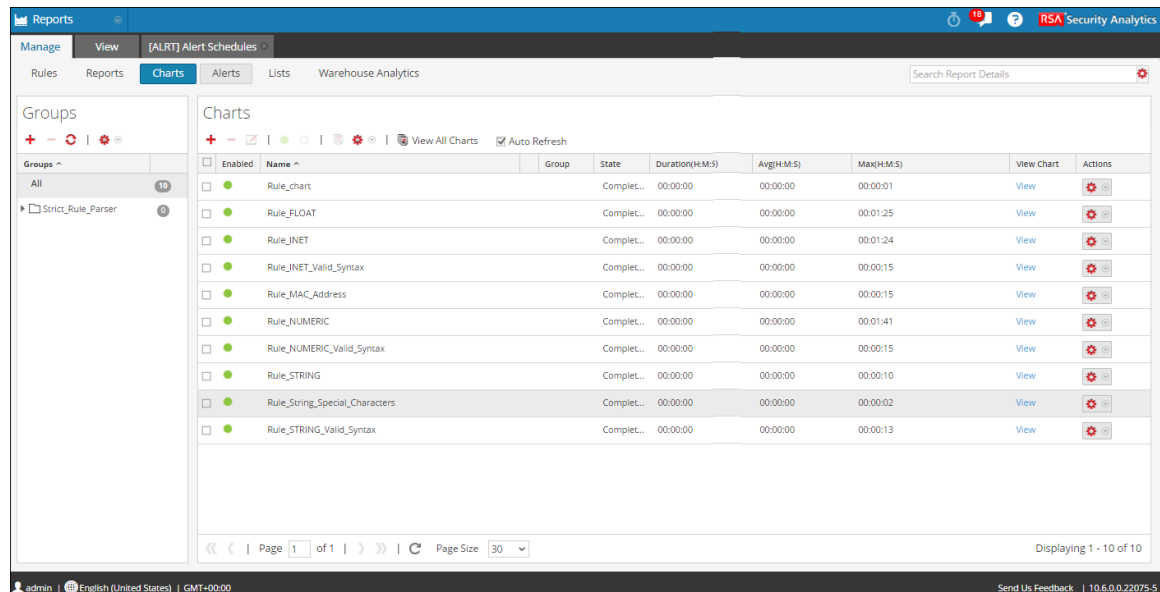 Reports 18 ? RSA Security Analytics
Manage View [ALRT] Alert Schedules
Rules Reports Charts Alerts Lists Warehouse Analytics Search Report Details
Groups
Charts
View All Charts Auto Refresh
Groups
Enabled Name Group State Duration(H:M:S) Avg(H:M:S) Max(H:M:S) View Chart Actions
All 10
Strict_Rule_Parser 0
Rule_chart Complet... 00:00:00 00:00:00 00:00:01 View
Rule_FLOAT Complet... 00:00:00 00:00:00 00:01:25 View
Rule_INET Complet... 00:00:00 00:00:00 00:01:24 View
Rule_INET_Valid_Syntax Complet... 00:00:00 00:00:00 00:00:15 View
Rule_MAC_Address Complet... 00:00:00 00:00:00 00:00:15 View
Rule_NUMERIC Complet... 00:00:00 00:00:00 00:01:41 View
Rule_NUMERIC_Valid_Syntax Complet... 00:00:00 00:00:00 00:00:15 View
Rule_STRING Complet... 00:00:00 00:00:00 00:00:10 View
Rule_String_Special_Characters Complet... 00:00:00 00:00:00 00:00:02 View
Rule_STRING_Valid_Syntax Complet... 00:00:00 00:00:00 00:00:13 View
Page 1 of 1 Page Size 30 Displaying 1 - 10 of 10
admin | English (United States) | GMT+00:00 Send Us Feedback | 10.6.0.0.22075-5